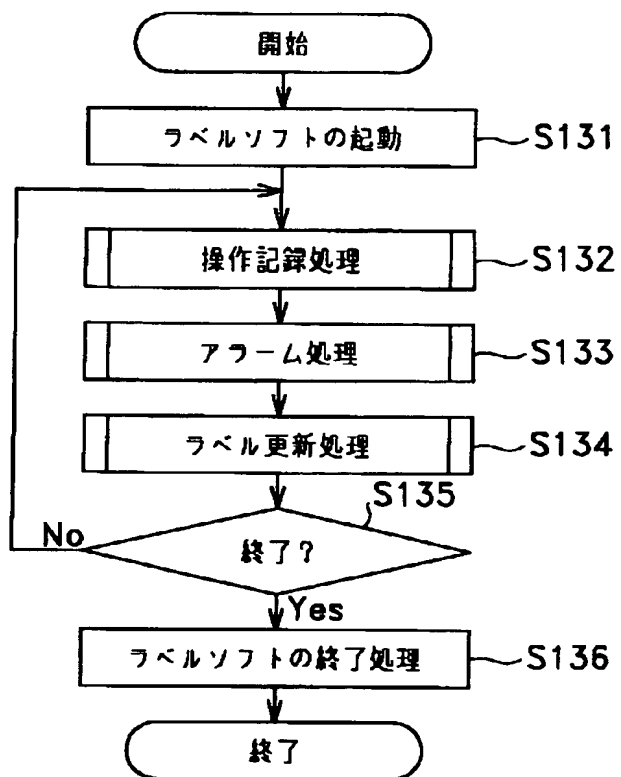 開始
ラベルソフトの起動 S131
操作記録処理 S132
アラーム処理 S133
ラベル更新処理 S134
S135
No 終了?
Yes
ラベルソフトの終了処理 S136
終了